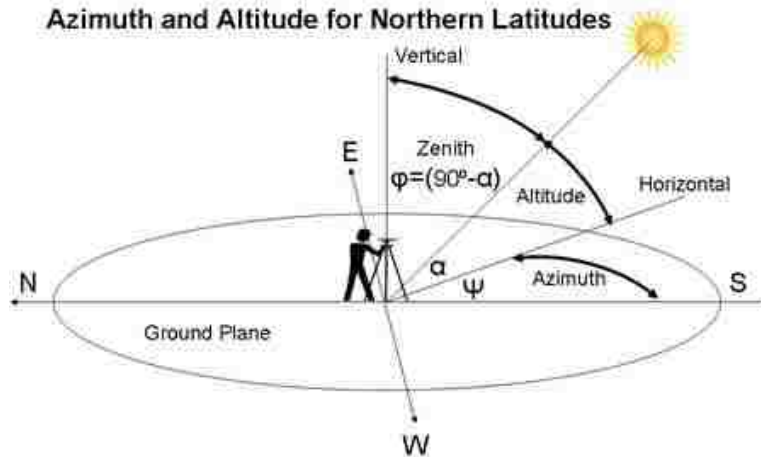 Azimuth and Altitude for Northern Latitudes
Vertical
E
Zenith
φ=(90º-α)
Altitude
Horizontal
α
Azimuth
Ψ
N
S
Ground Plane
W